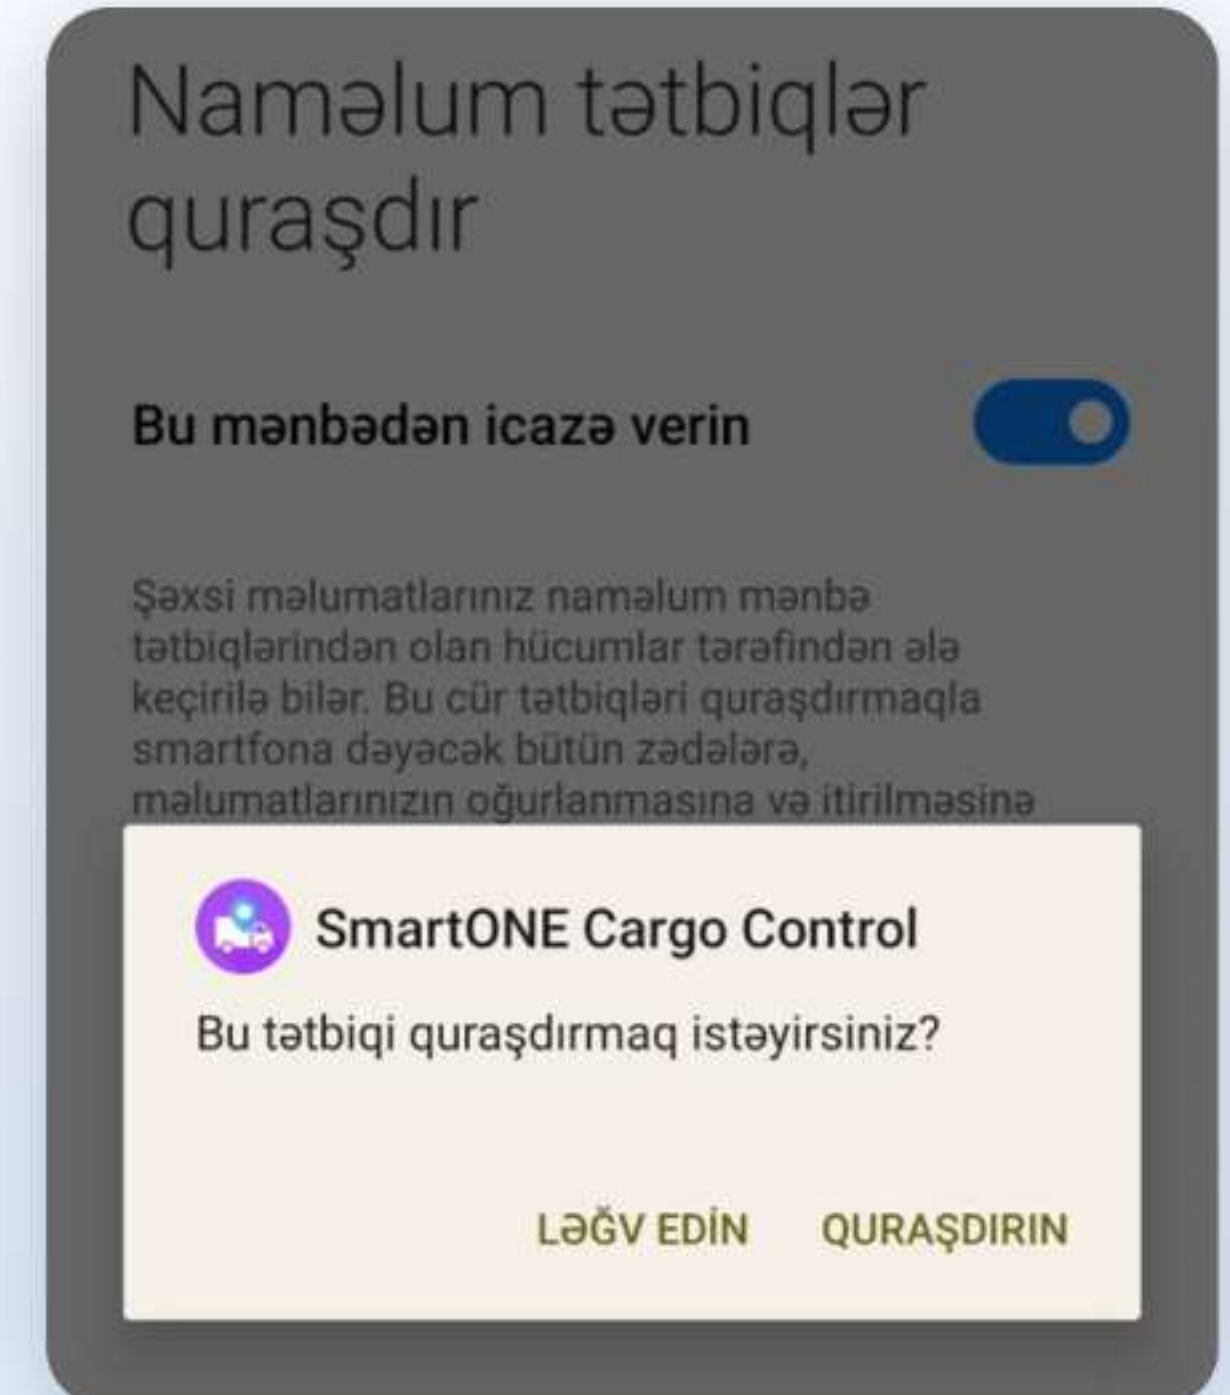 Naməlum tətbiqlər
quraşdır
Bu mənbədən icazə verin
Şəxsi məlumatlarınız naməlum mənbə
tətbiqlərindən olan hücumlar tərəfindən ələ
keçirilə bilər. Bu cür tətbiqləri quraşdırmaqla
smartfona dəyəcək bütün zədələrə,
məlumatlarınızın oğurlanmasına və itirilməsinə
SmartONE Cargo Control
Bu tətbiqi quraşdırmaq istəyirsiniz?
LƏĞV EDİN QURAŞDIRIN